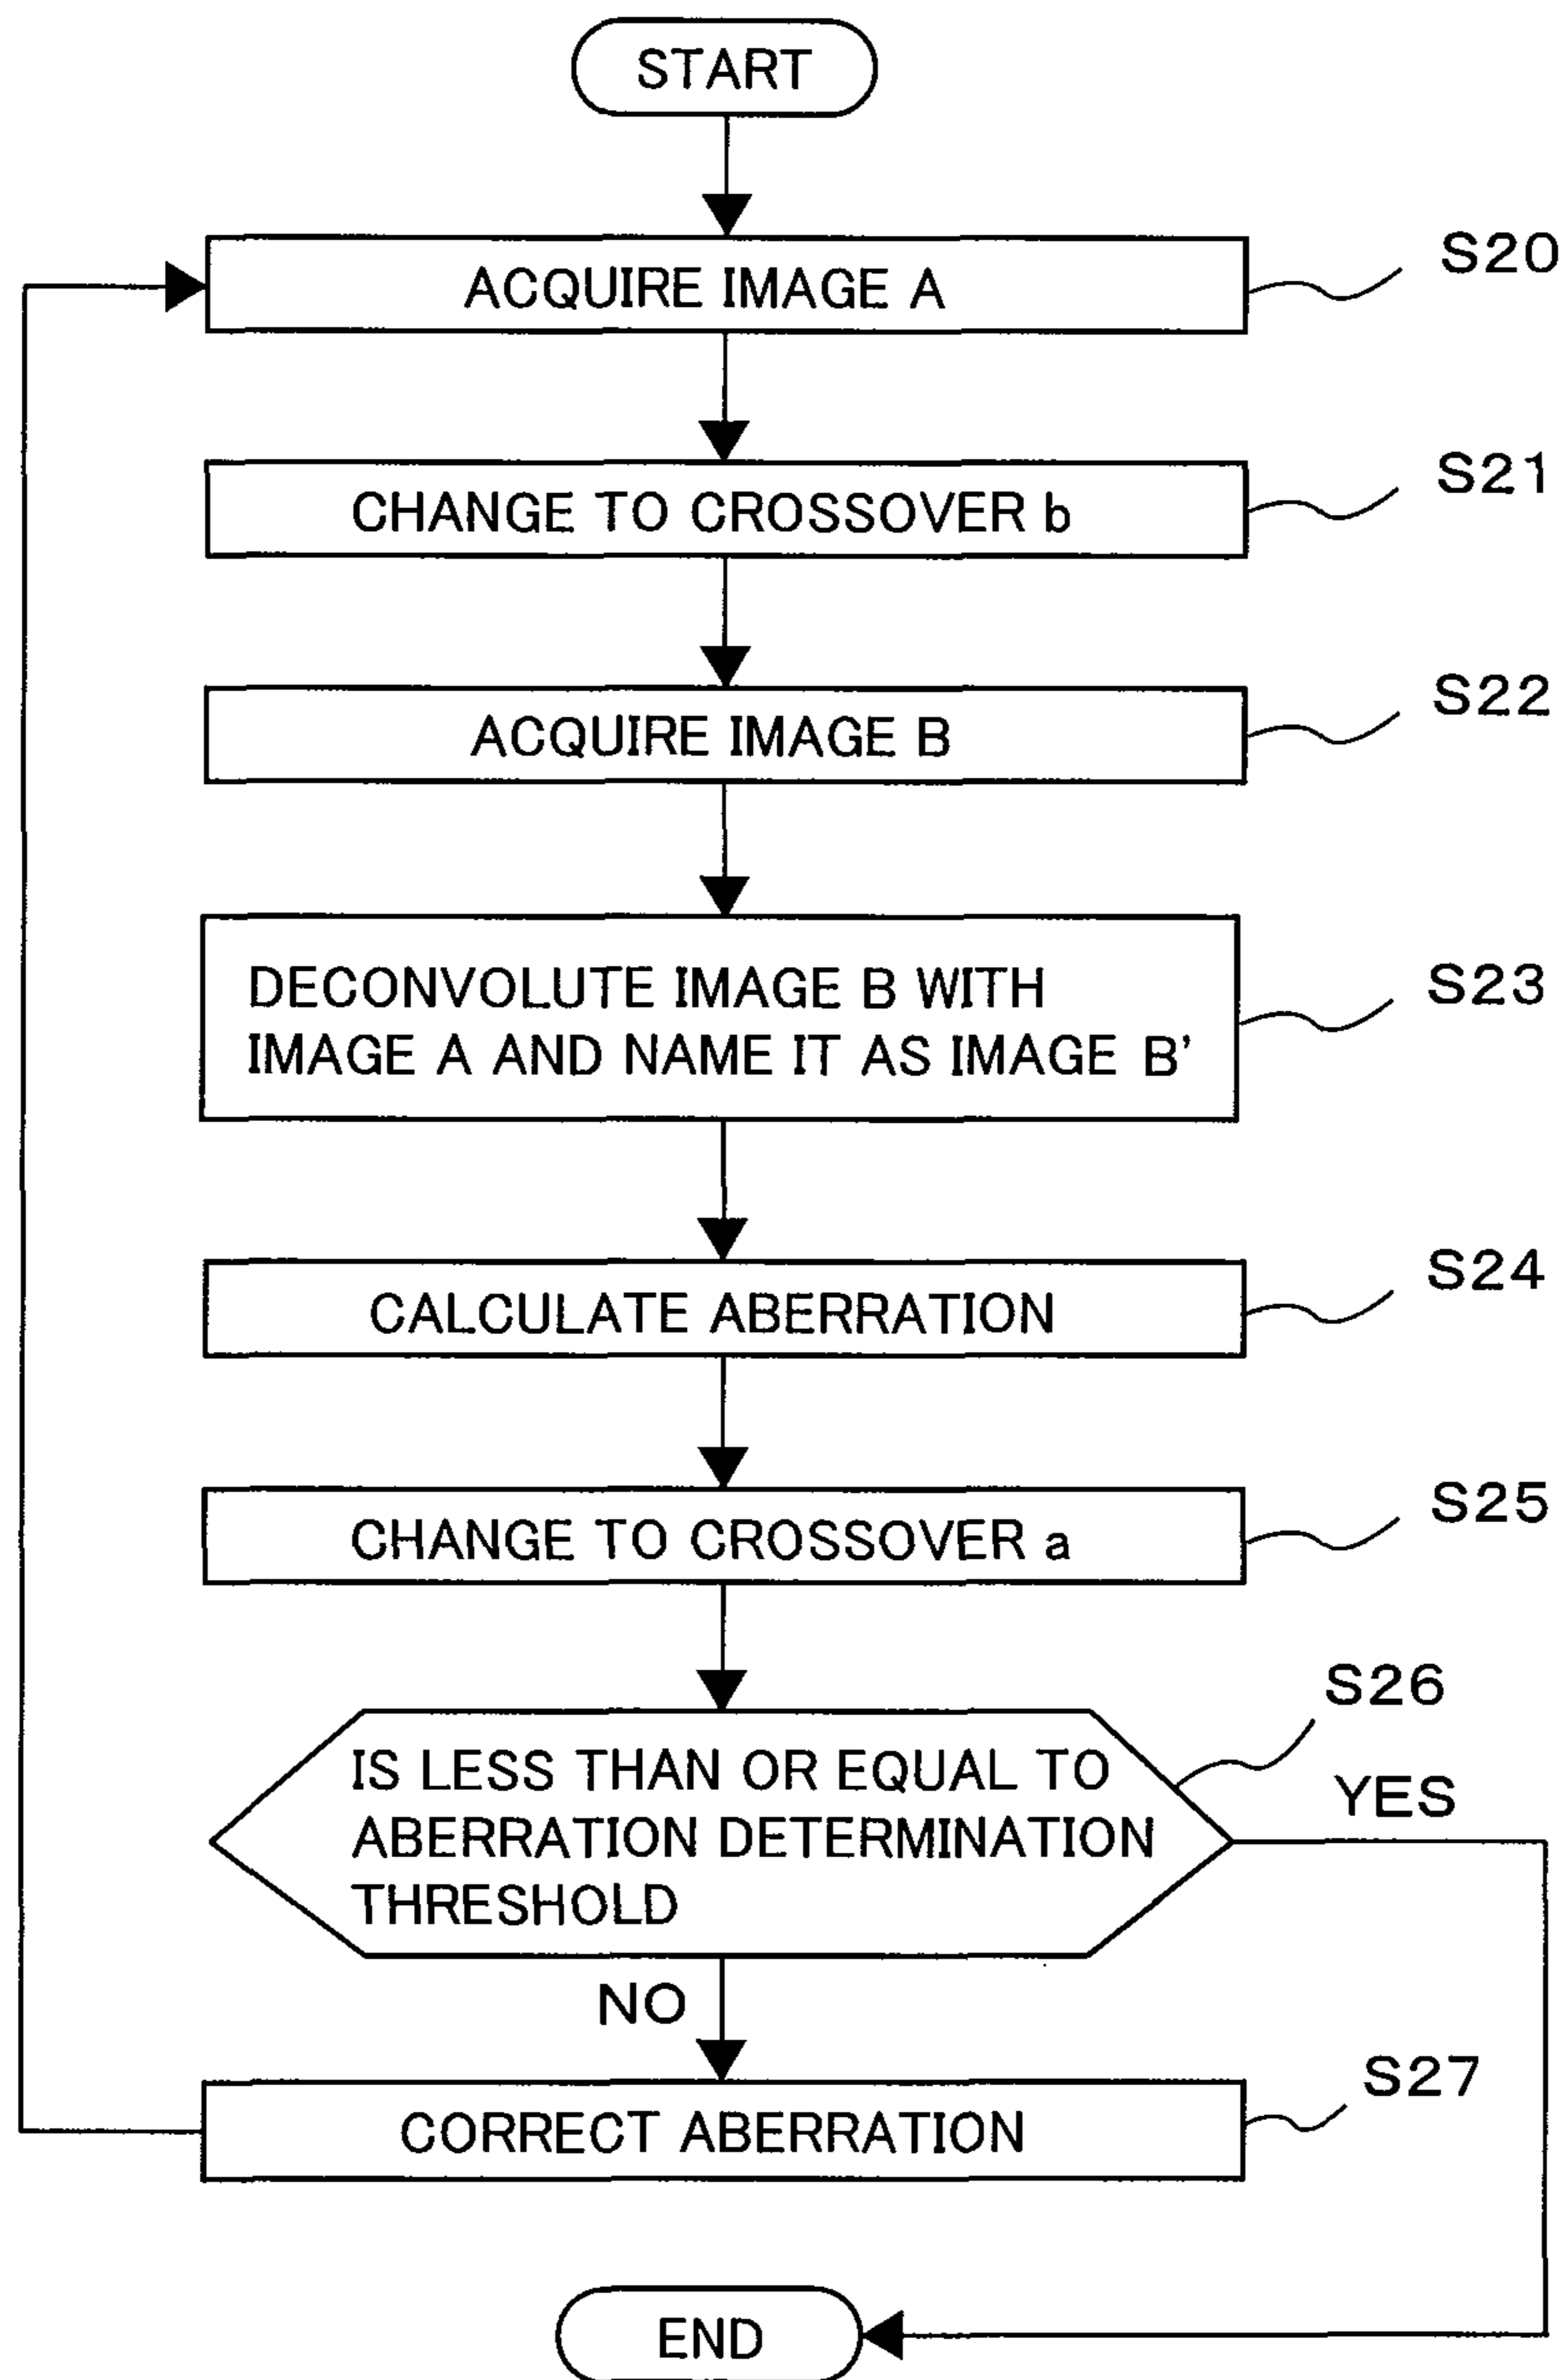 START
ACQUIRE IMAGE A
S20
CHANGE TO CROSSOVER b
S21
ACQUIRE IMAGE B
S22
DECONVOLUTE IMAGE B WITH
IMAGE A AND NAME IT AS IMAGE B'
S23
CALCULATE ABERRATION
S24
CHANGE TO CROSSOVER a
S25
S26
IS LESS THAN OR EQUAL TO
ABERRATION DETERMINATION
THRESHOLD
YES
NO
CORRECT ABERRATION
S27
END